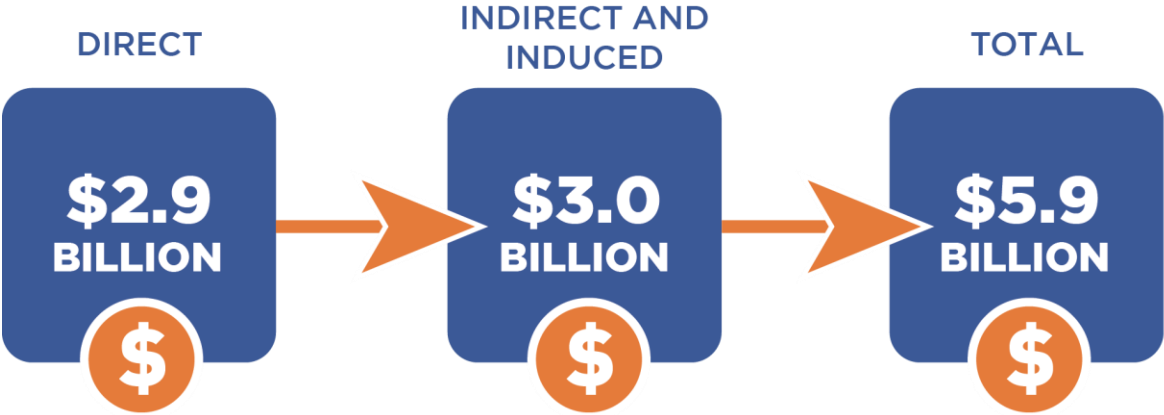 DIRECT
$2.9
BILLION
$
INDIRECT AND
INDUCED
$3.0
BILLION
$
TOTAL
$5.9
BILLION
$